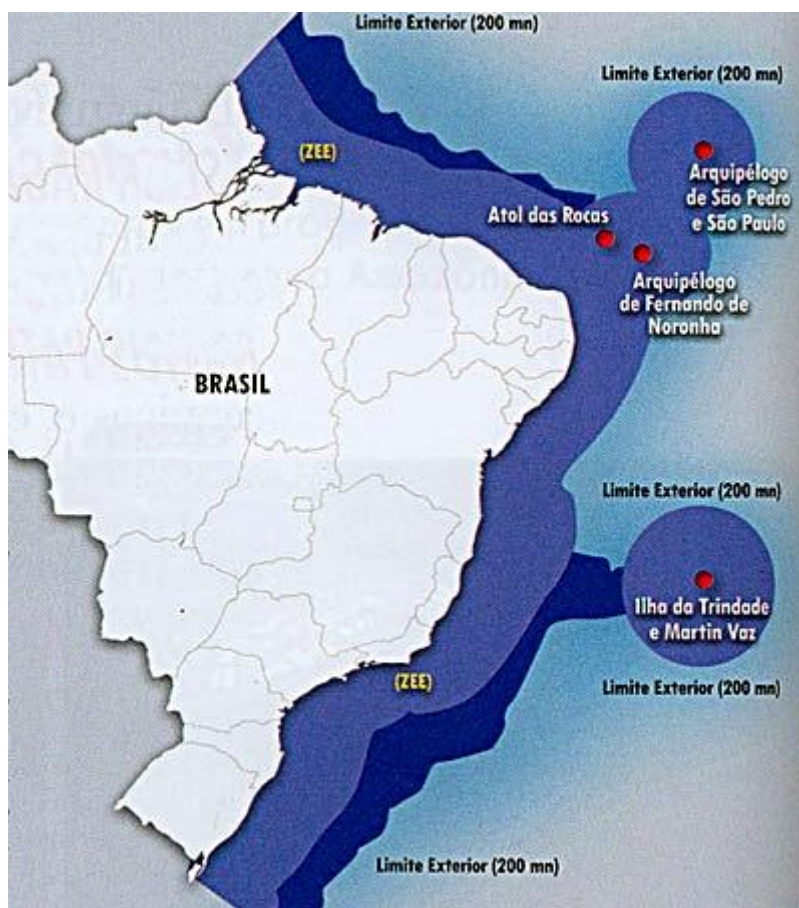 Limite Exterior (200 mn)
Limite Exterior (200 mn)
(ZEE)
Arquipélogo
de São Pedro
e São Paulo
Atol das Rocas
Arquipélogo
de Fernando de
Noronha
BRASIL
Limite Exterior (200 mn)
Ilha da Trindade
e Martin Vaz
(ZEE)
Limite Exterior (200 mn)
Limite Exterior (200 mn)